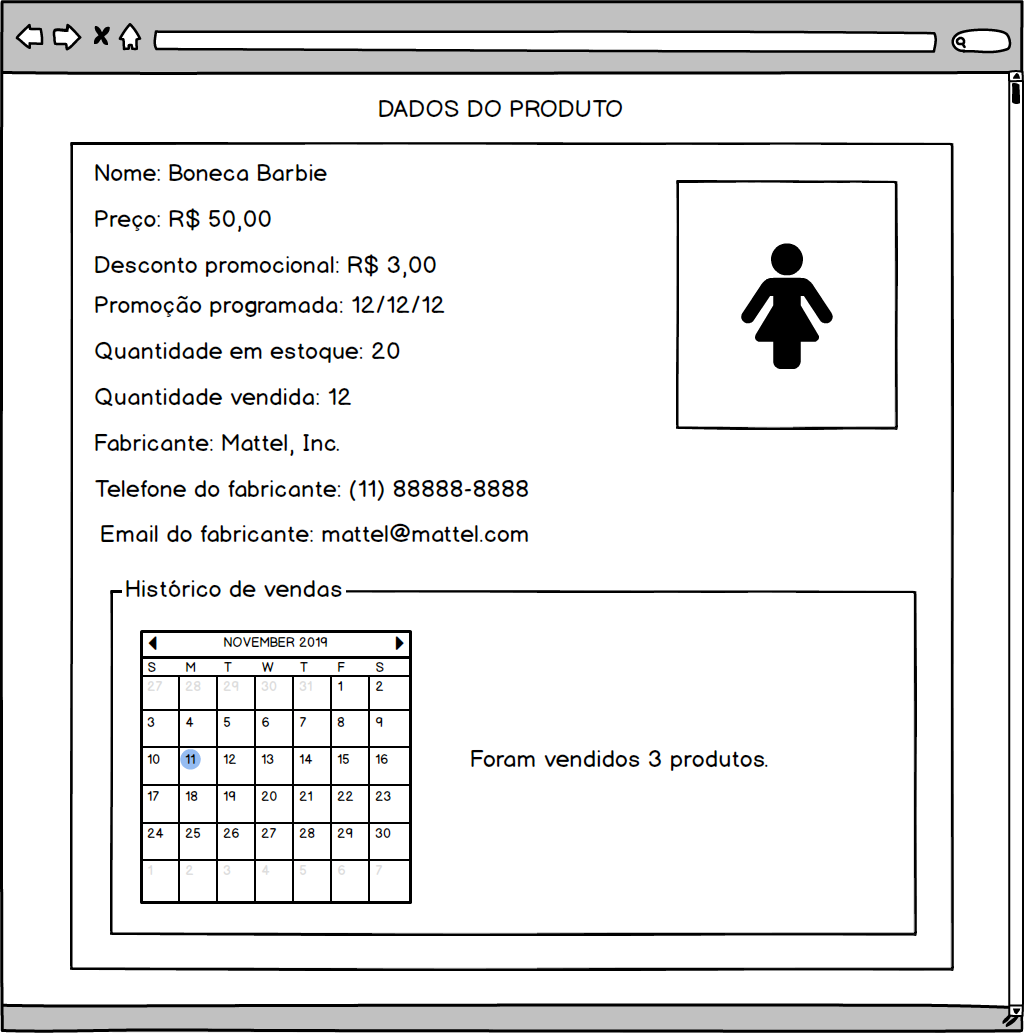 DADOS DO PRODUTO
Nome: Boneca Barbie
Preço: R$ 50,00
Desconto promocional: R$ 3,00
Promoção programada: 12/12/12
Quantidade em estoque: 20
Quantidade vendida: 12
Fabricante: Mattel, Inc.
Telefone do fabricante: (11) 88888-8888
Email do fabricante: mattel@mattel.com
Histórico de vendas
NOVEMBER 2019
S M T W T F S
27 28 29 30 31 1 2
3 4 5 6 7 8 9
10 11 12 13 14 15 16
17 18 19 20 21 22 23
24 25 26 27 28 29 30
1 2 3 4 5 6 7
Foram vendidos 3 produtos.